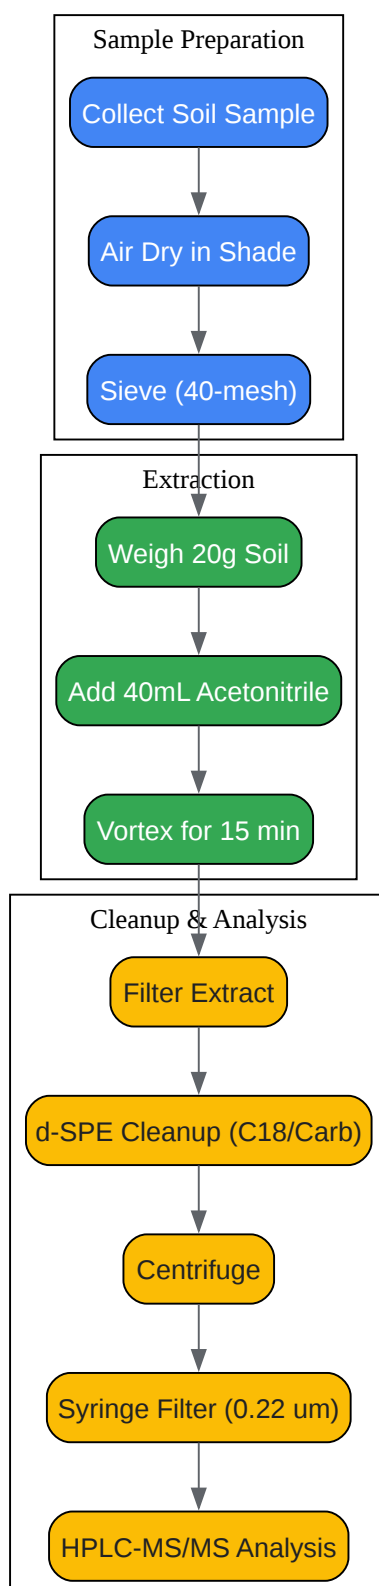 Sample Preparation
Collect Soil Sample
Air Dry in Shade
Sieve (40-mesh)
Extraction
Weigh 20g Soil
Add 40mL Acetonitrile
Vortex for 15 min
Cleanup & Analysis
Filter Extract
d-SPE Cleanup (C18/Carb)
Centrifuge
Syringe Filter (0.22 um)
HPLC-MS/MS Analysis